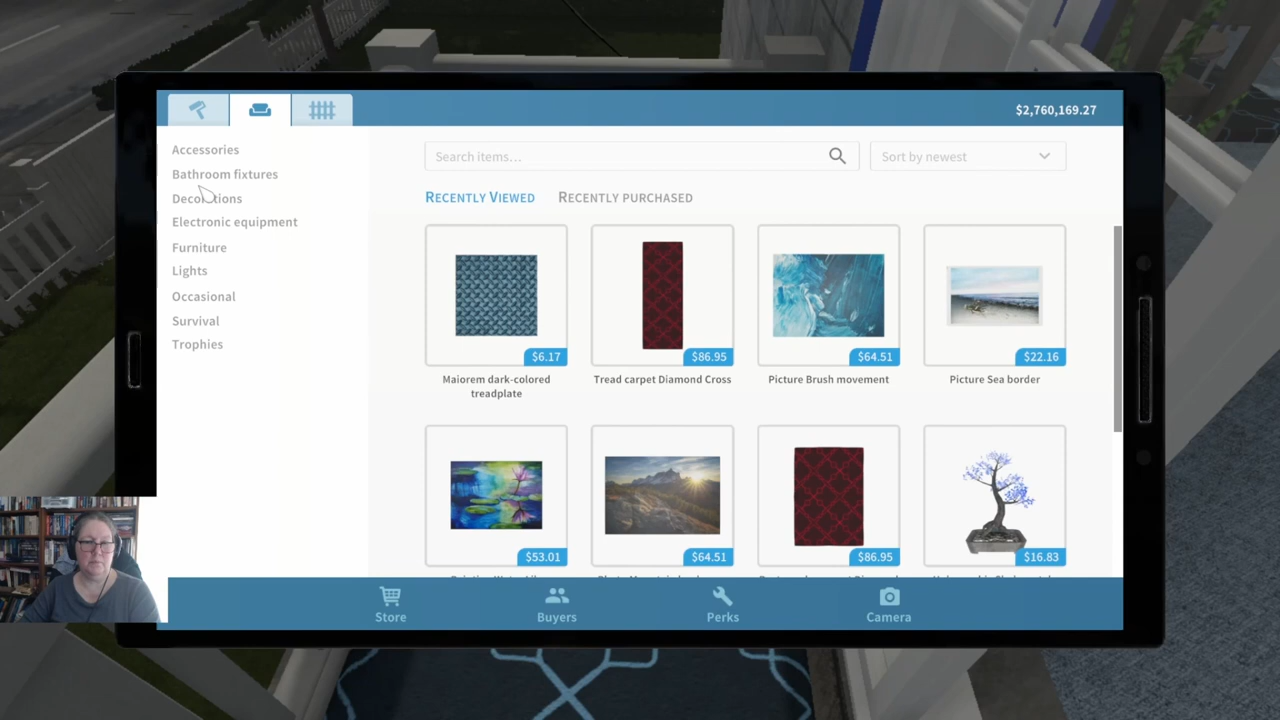 $2,760,169.27
Accessories
Bathroom fixtures
Decorations
Electronic equipment
Furniture
Lights
Occasional
Survival
Trophies
Search items...
Sort by newest
RECENTLY VIEWED
RECENTLY PURCHASED
$6.17
$86.95
$64.51
$22.16
Maiorem dark-colored
treadplate
Tread carpet Diamond Cross
Picture Brush movement
Picture Sea border
$53.01
$64.51
$86.95
$16.83
Store
Buyers
Perks
Camera